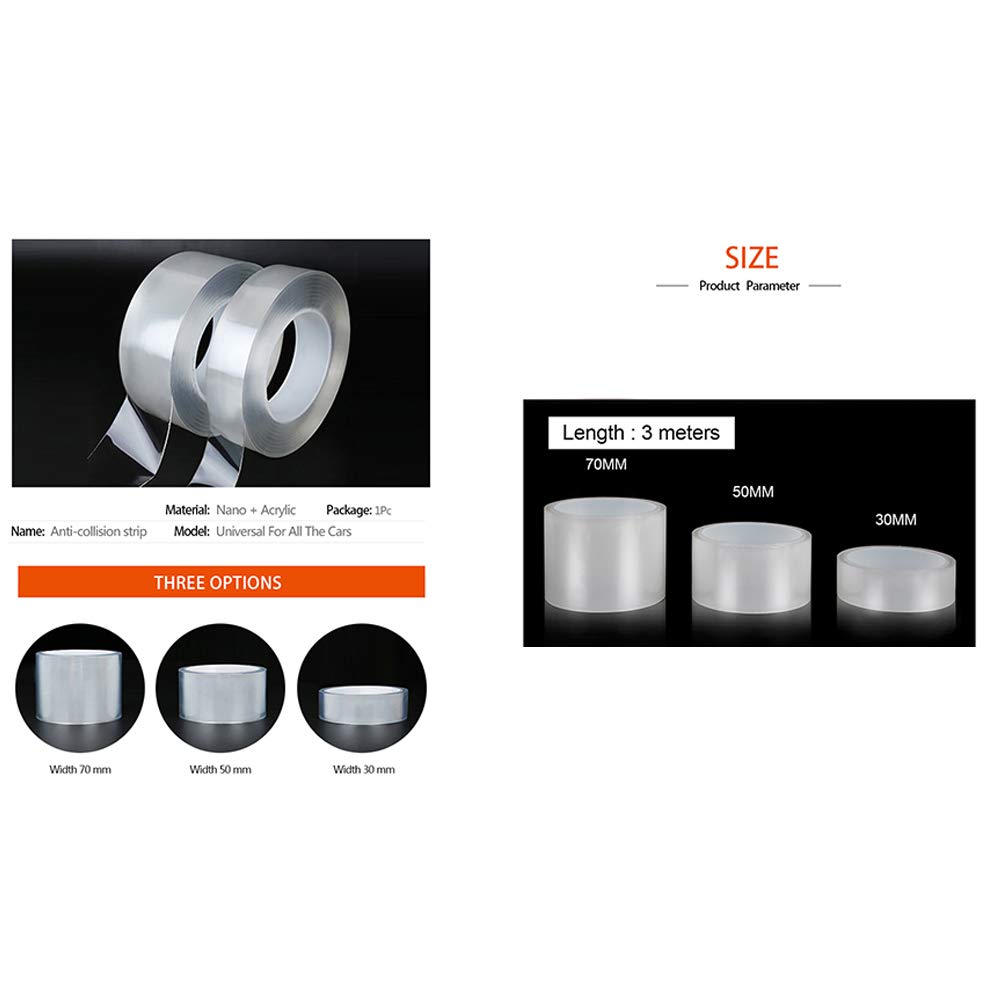 Material: Nano + Acrylic Package: 1Pc
Name: Anti-collision strip Model: Universal For All The Cars
THREE OPTIONS
Width 70 mm
Width 50 mm
Width 30 mm
SIZE
Product Parameter
Length : 3 meters
70MM
50MM
30MM